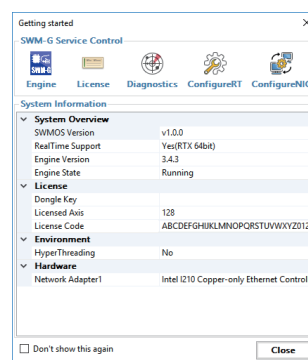 Getting started
SWM-G Service Control
SWM-G
Engine License Diagnostics ConfigureRT ConfigureNIC
System Information
System Overview
SWMOS Version v1.0.0
RealTime Support Yes(RTX 64bit)
Engine Version 3.4.3
Engine State Running
License
Dongle Key
Licensed Axis 128
License Code ABCDEFGHIJKLMNOPQRSTUVWXYZ012
Environment
HyperThreading No
Hardware
Network Adapter1 Intel I210 Copper-only Ethernet Control
Don't show this again Close